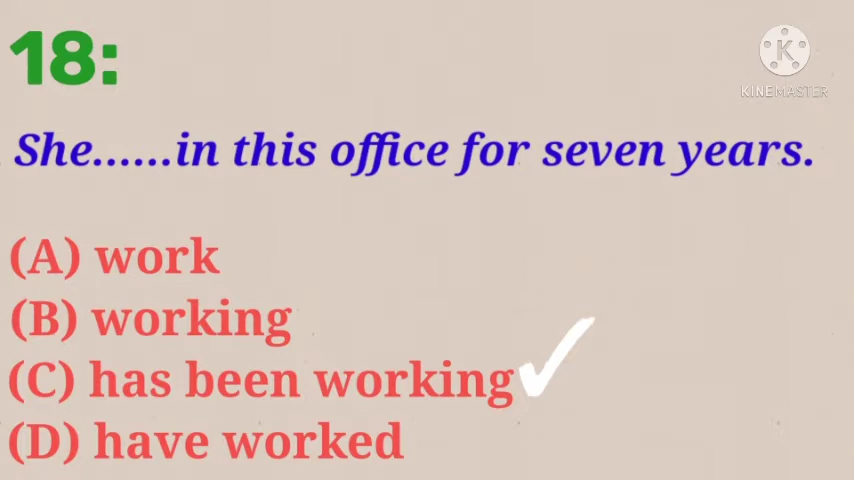 18:
KINEMASTER
She......in this office for seven years.
(A) work
(B) working
(C) has been working✓
(D) have worked